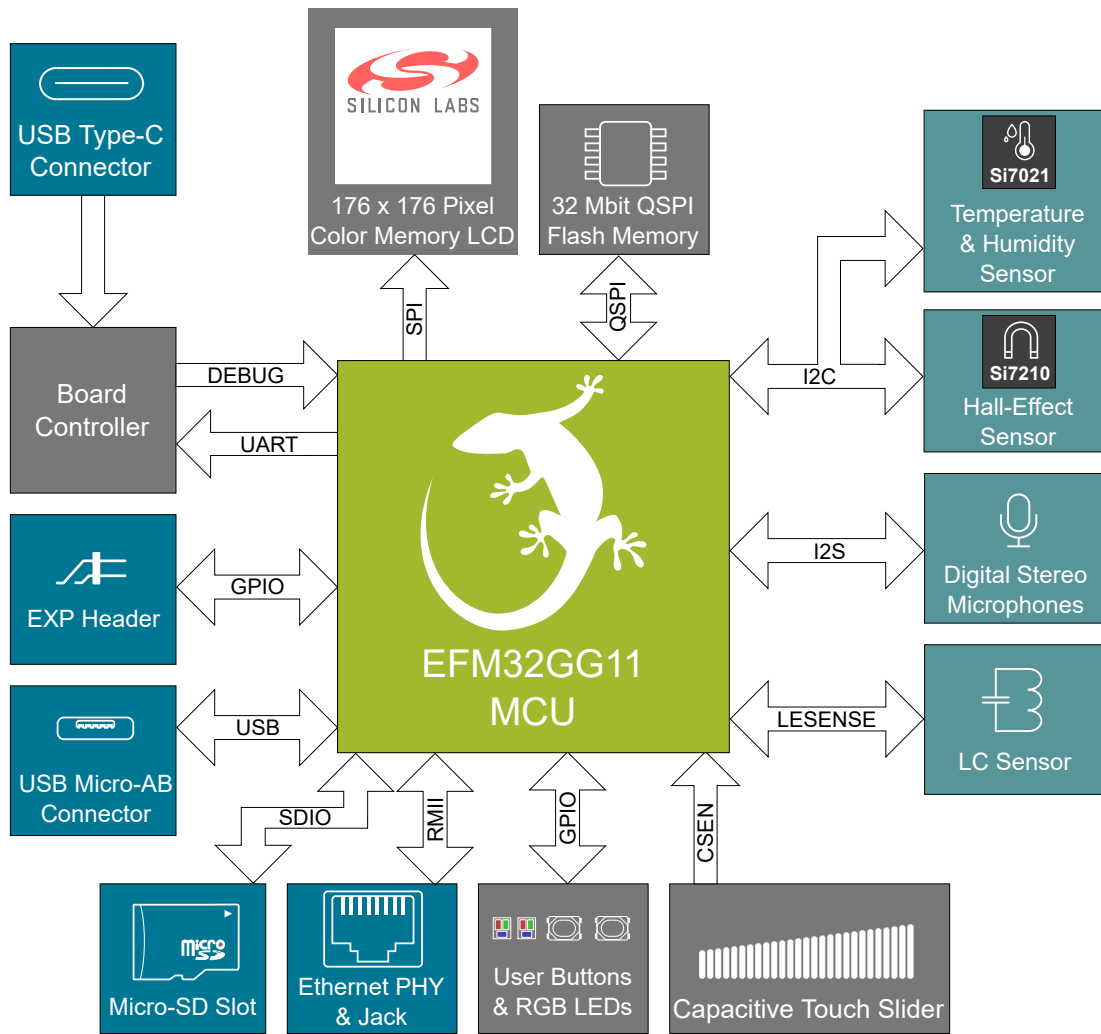 SILICON LABS
176 x 176 Pixel
Color Memory LCD
32 Mbit QSPI
Flash Memory
USB Type-C
Connector
Si7021
Temperature
& Humidity
Sensor
SPI
QSPI
Board
Controller
DEBUG
UART
I2C
Si7210
Hall-Effect
Sensor
EXP Header
GPIO
EFM32GG11
MCU
I2S
Digital Stereo
Microphones
USB Micro-AB
Connector
USB
LESENSE
LC Sensor
SDIO
RMII
GPIO
CSEN
micro
SD
Micro-SD Slot
Ethernet PHY
& Jack
User Buttons
& RGB LEDs
Capacitive Touch Slider